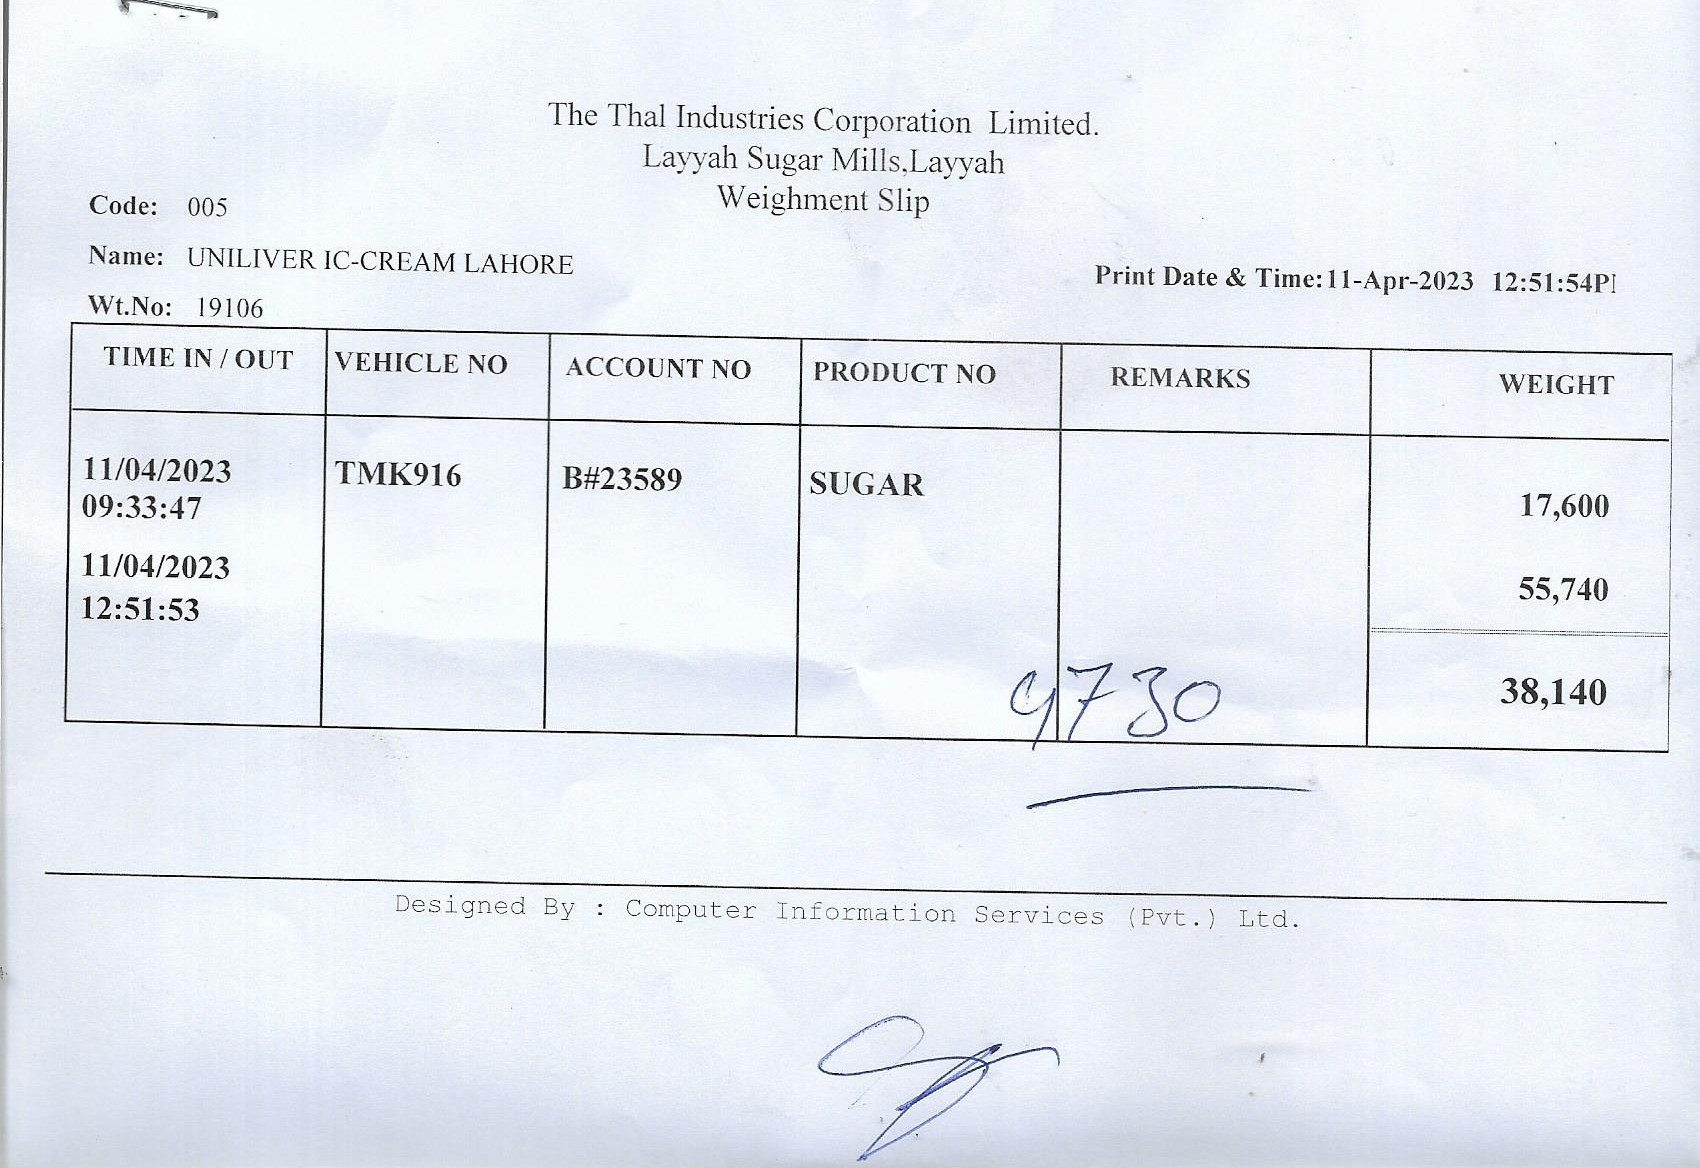 The Thal Industries Corporation Limited.
Layyah Sugar Mills,Layyah
Weighment Slip
Code: 005
Name: UNILIVER IC-CREAM LAHORE
Print Date & Time: 11-Apr-2023 12:51:54P
Wt.No: 19106
TIME IN / OUT VEHICLE NO ACCOUNT NO PRODUCT NO REMARKS WEIGHT
11/04/2023 TMK916 B#23589 SUGAR
09:33:47 17,600
11/04/2023
12:51:53 55,740
9730 38,140
Designed By : Computer Information Services (Pvt.) Ltd.